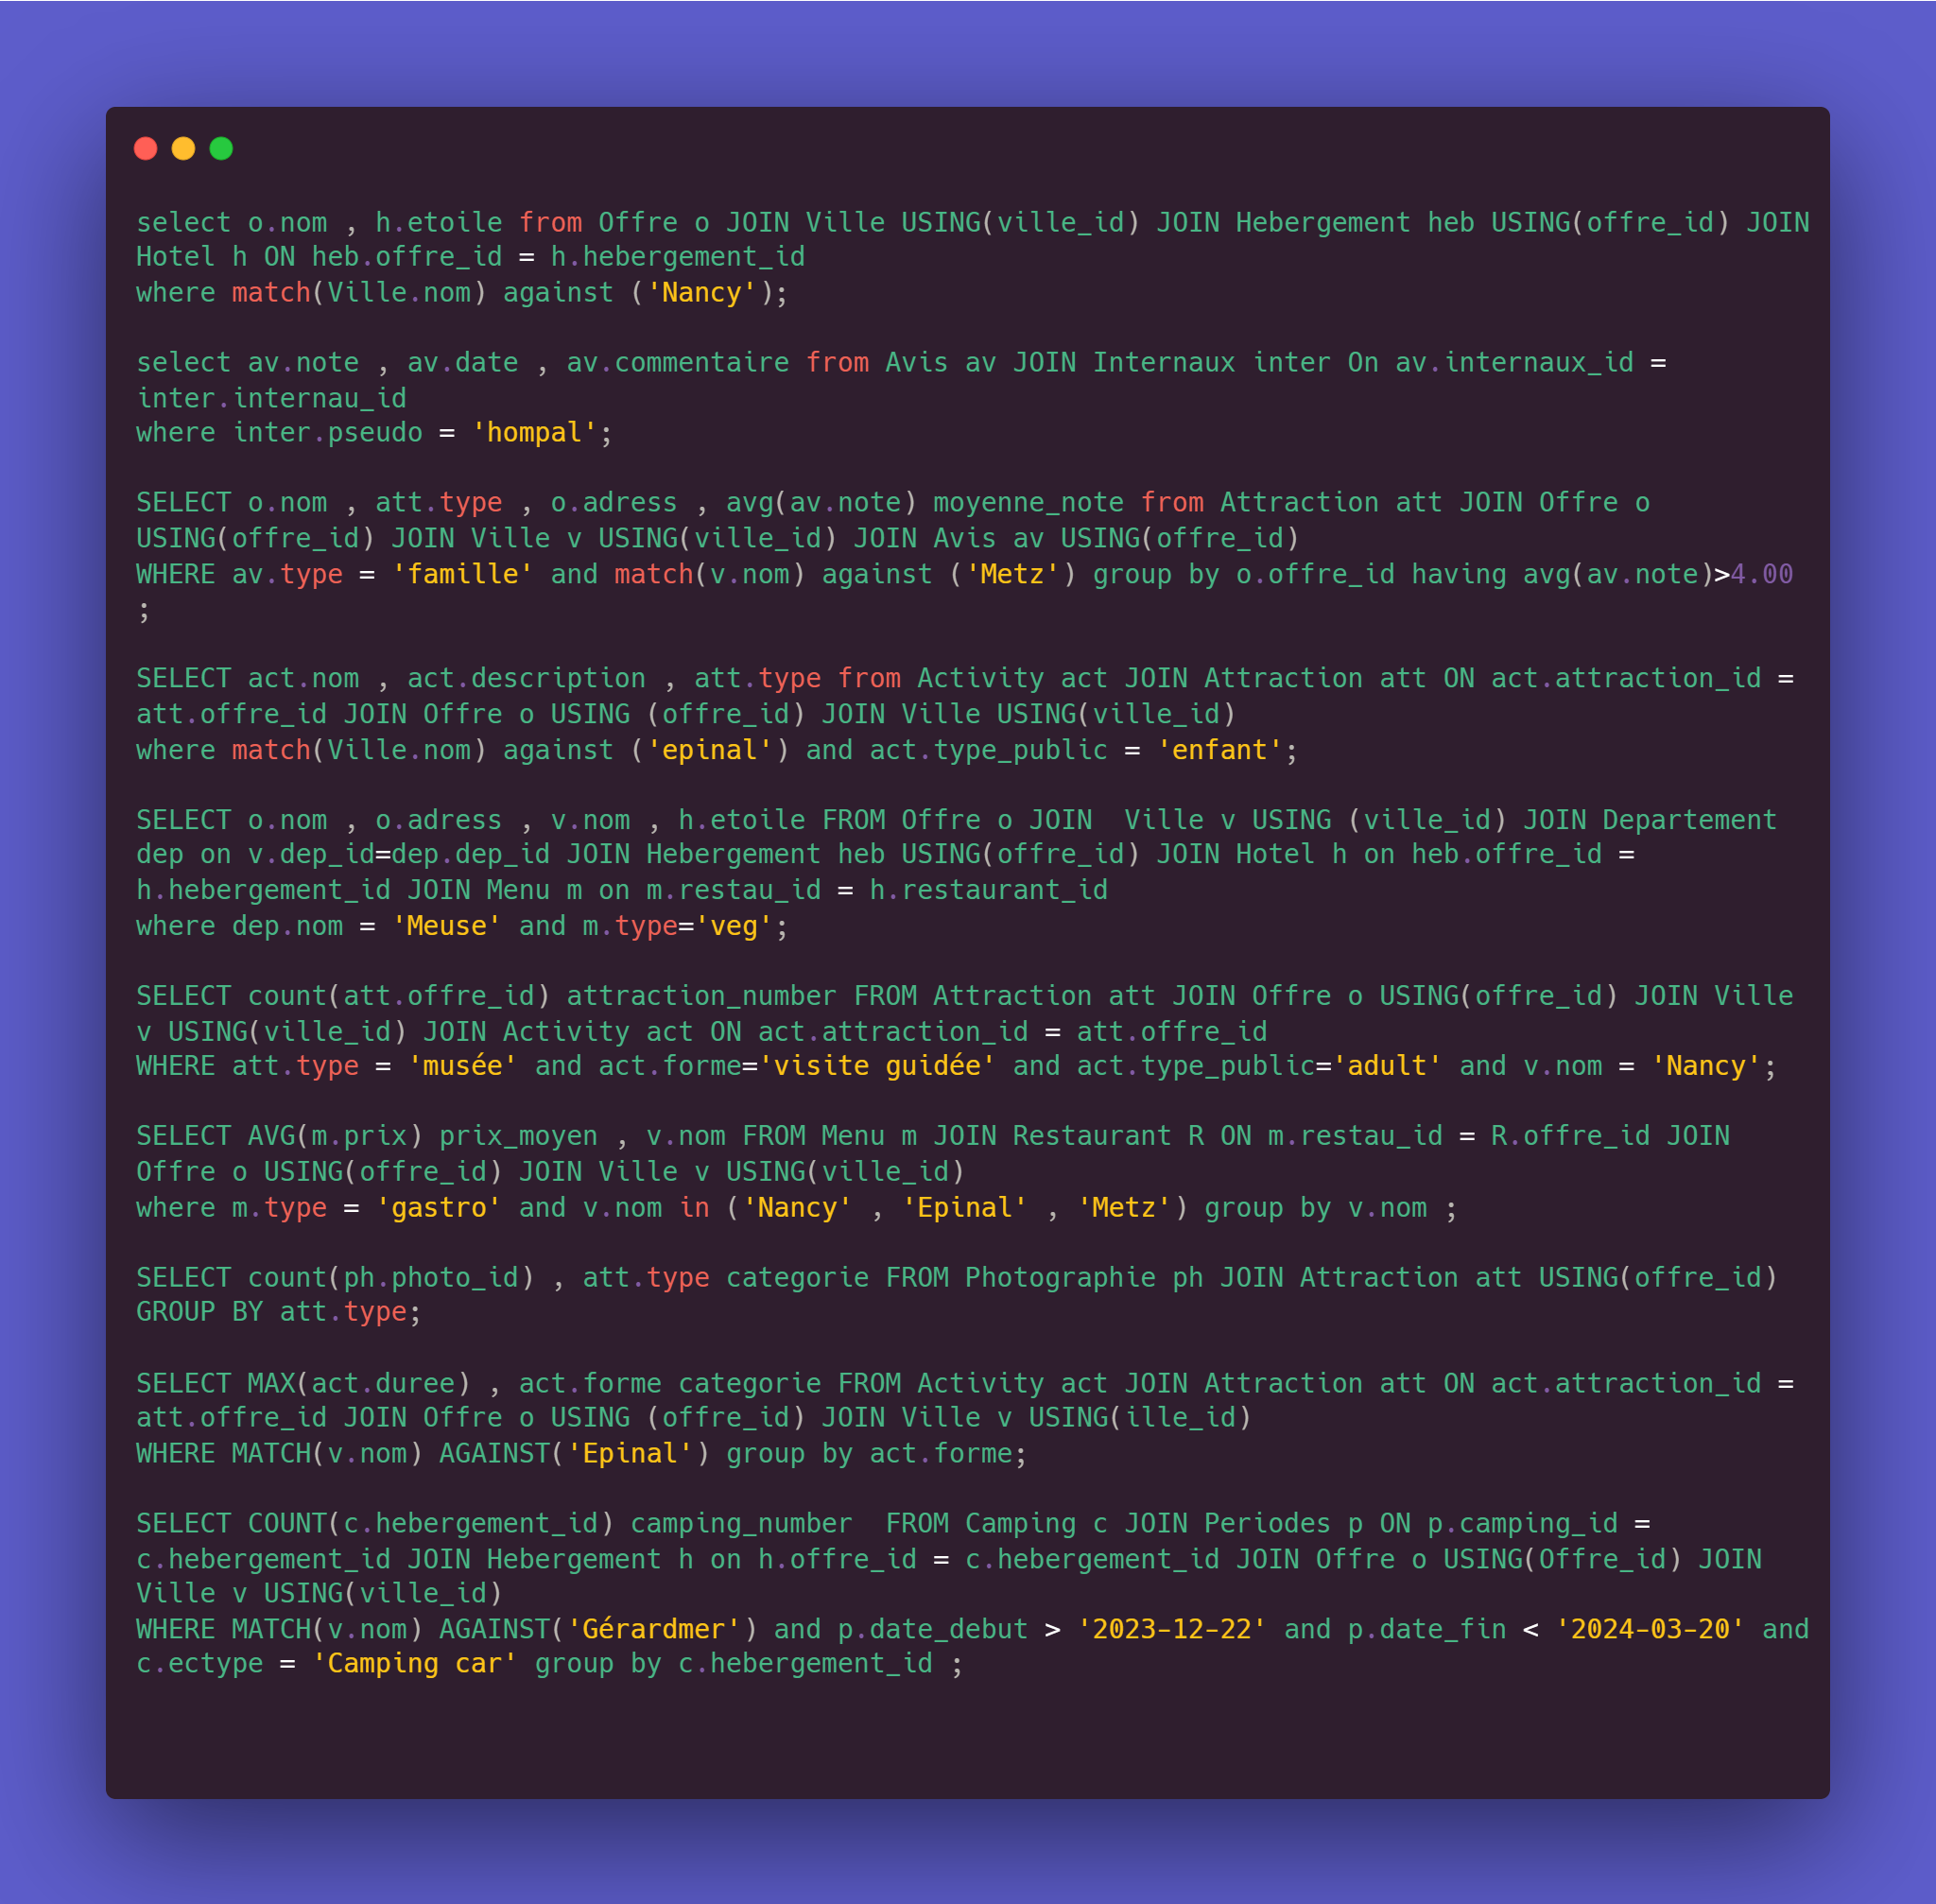 select o.nom , h.etoile from Offre o JOIN Ville USING(ville_id) JOIN Hebergement heb USING(offre_id) JOIN
Hotel h ON heb.offre_id = h.hebergement_id
where match(Ville.nom) against ('Nancy');
select av.note , av.date , av.commentaire from Avis av JOIN Internaux inter On av.internaux_id =
inter.internau_id
where inter.pseudo = 'hompal';
SELECT o.nom , att.type , o.adress , avg(av.note) moyenne_note from Attraction att JOIN Offre o
USING(offre_id) JOIN Ville v USING(ville_id) JOIN Avis av USING(offre_id)
WHERE av.type = 'famille' and match(v.nom) against ('Metz') group by o.offre_id having avg(av.note)>4.00
;
SELECT act.nom , act.description , att.type from Activity act JOIN Attraction att ON act.attraction_id =
att.offre_id JOIN Offre o USING (offre_id) JOIN Ville USING(ville_id)
where match(Ville.nom) against ('epinal') and act.type_public = 'enfant';
SELECT o.nom , o.adress , v.nom , h.etoile FROM Offre o JOIN  Ville v USING (ville_id) JOIN Departement
dep on v.dep_id=dep.dep_id JOIN Hebergement heb USING(offre_id) JOIN Hotel h on heb.offre_id =
h.hebergement_id JOIN Menu m on m.restau_id = h.restaurant_id
where dep.nom = 'Meuse' and m.type='veg';
SELECT count(att.offre_id) attraction_number FROM Attraction att JOIN Offre o USING(offre_id) JOIN Ville
v USING(ville_id) JOIN Activity act ON act.attraction_id = att.offre_id
WHERE att.type = 'musée' and act.forme='visite guidée' and act.type_public='adult' and v.nom = 'Nancy';
SELECT AVG(m.prix) prix_moyen , v.nom FROM Menu m JOIN Restaurant R ON m.restau_id = R.offre_id JOIN
Offre o USING(offre_id) JOIN Ville v USING(ville_id)
where m.type = 'gastro' and v.nom in ('Nancy' , 'Epinal' , 'Metz') group by v.nom ;
SELECT count(ph.photo_id) , att.type categorie FROM Photographie ph JOIN Attraction att USING(offre_id)
GROUP BY att.type;
SELECT MAX(act.duree) , act.forme categorie FROM Activity act JOIN Attraction att ON act.attraction_id =
att.offre_id JOIN Offre o USING (offre_id) JOIN Ville v USING(ille_id)
WHERE MATCH(v.nom) AGAINST('Epinal') group by act.forme;
SELECT COUNT(c.hebergement_id) camping_number  FROM Camping c JOIN Periodes p ON p.camping_id =
c.hebergement_id JOIN Hebergement h on h.offre_id = c.hebergement_id JOIN Offre o USING(Offre_id) JOIN
Ville v USING(ville_id)
WHERE MATCH(v.nom) AGAINST('Gérardmer') and p.date_debut > '2023-12-22' and p.date_fin < '2024-03-20' and
c.ectype = 'Camping car' group by c.hebergement_id ;